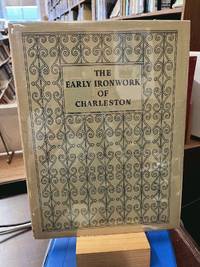 THE
EARLY IRONWORK
OF
CHARLESTON